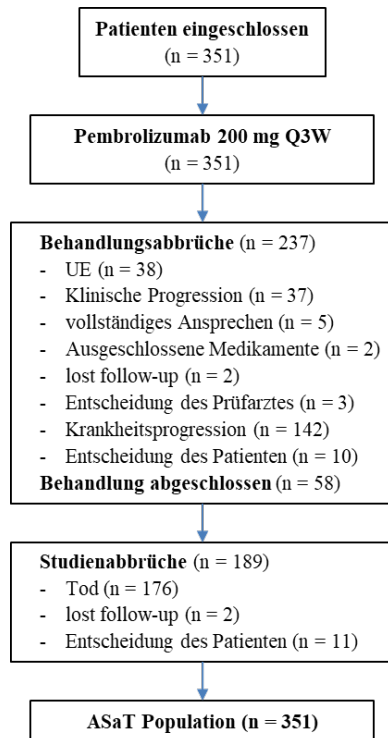 Patienten eingeschlossen
(n = 351)
Pembrolizumab 200 mg Q3W
(n = 351)
Behandlungsabbrüche (n = 237)
- UE (n = 38)
- Klinische Progression (n = 37)
- vollständiges Ansprechen (n = 5)
- Ausgeschlossene Medikamente (n = 2)
- lost follow-up (n = 2)
- Entscheidung des Prüfarztes (n = 3)
- Krankheitsprogression (n = 142)
- Entscheidung des Patienten (n = 10)
Behandlung abgeschlossen (n = 58)
Studienabbrüche (n = 189)
- Tod (n = 176)
- lost follow-up (n = 2)
- Entscheidung des Patienten (n = 11)
ASaT Population (n = 351)